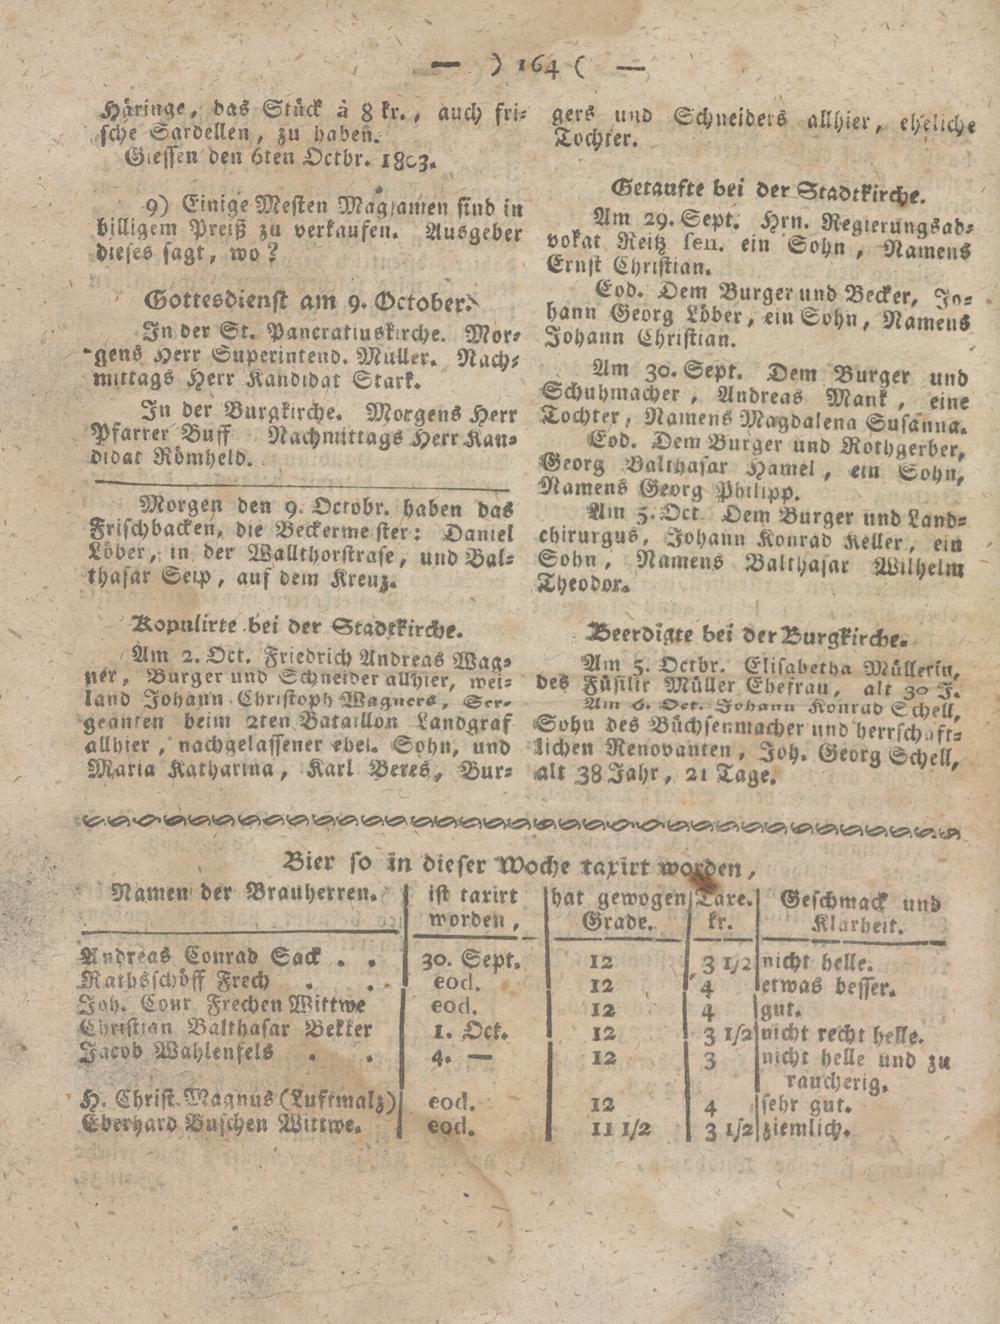 — ) 164 ( —
Häringe, das Stück à 8 kr., auch fri-
sche Sardellen, zu haben.
Giessen den 6ten Octbr. 1803.
9) Einige Mesten Magsamen sind in
billigem Preiß zu verkaufen. Ausgeber
dieses sagt, wo?
Gottesdienst am 9. October.
In der St. Pancratiuskirche. Mor-
gens Herr Superintend. Müller. Nach-
mittags Herr Kandidat Stark.
In der Burgkirche. Morgens Herr
Pfarrer Buff Nachmittags Herr Kan-
didat Römheld.
Morgen den 9. Octobr. haben das
Frischbacken, die Beckermeister: Daniel
Löber, in der Wallthorstrase, und Bal-
thasar Seip, auf dem Kreuz.
Kopulirte bei der Stadtkirche.
Am 2. Oct. Friedrich Andreas Wag-
ner, Burger und Schneider allhier, wei-
land Johann Christoph Wagners, Ser-
geanten beim 2ten Bataillon Landgraf
allhier, nachgelassener ehel. Sohn, und
Maria Katharina, Karl Beres, Bur-
gers und Schneiders allhier, eheliche
Tochter.
Getaufte bei der Stadtkirche.
Am 29. Sept. Hrn. Regierungsad-
vokat Reitz sen. ein Sohn, Namens
Ernst Christian.
Eod. Dem Burger und Becker, Jo-
hann Georg Löber, ein Sohn, Namens
Johann Christian.
Am 30. Sept. Dem Burger und
Schuhmacher, Andreas Mank, eine
Tochter, Namens Magdalena Susanna.
Eod. Dem Burger und Rothgerber,
Georg Balthasar Hamel, ein Sohn,
Namens Georg Philipp.
Am 5. Oct. Dem Burger und Land-
chirurgus, Johann Konrad Keller, ein
Sohn, Namens Balthasar Wilhelm
Theodor.
Beerdigte bei der Burgkirche.
Am 5. Octbr. Elisabetha Müllerin,
des Füsilir Müller Ehefrau, alt 30 J.
Am 6. Oct. Johann Konrad Schell,
Sohn des Büchsenmacher und herrschaft-
lichen Renovanten, Joh. Georg Schell,
alt 38 Jahr, 21 Tage.
Bier so in dieser Woche taxirt worden,
Namen der Brauherren. ist taxirt worden, hat gewogen Grade. Taxe. kr. Geschmack und Klarheit.
Andreas Conrad Sack . . 30. Sept. 12 3 1/2 nicht helle.
Rathsschöff Frech . . eod. 12 4 etwas besser.
Joh. Conr. Frechen Wittwe eod. 12 4 gut.
Christian Balthasar Bekker 1. Oct. 12 3 1/2 nicht recht helle.
Jacob Wahlenfels . . 4. — 12 3 nicht helle und zu
raucherig.
H. Christ. Magnus (Luftmalz) eod. 12 4 sehr gut.
Eberhard Buschen Wittwe. eod. 11 1/2 3 1/2 ziemlich.